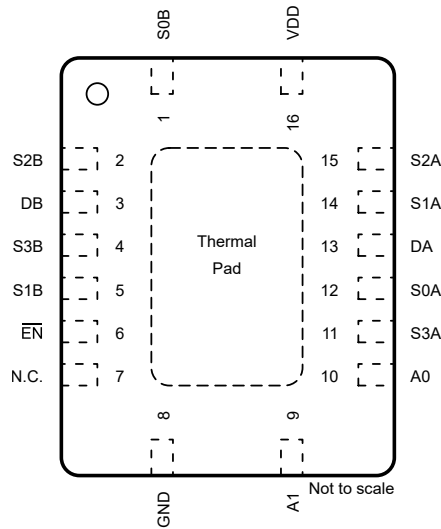 S0B
VDD
1
16
S2B 2 15 S2A
DB 3 14 S1A
S3B 4 13 DA
Thermal
Pad
S1B 5 12 S0A
EN 6 11 S3A
N.C. 7 10 A0
8
9
GND
A1
Not to scale